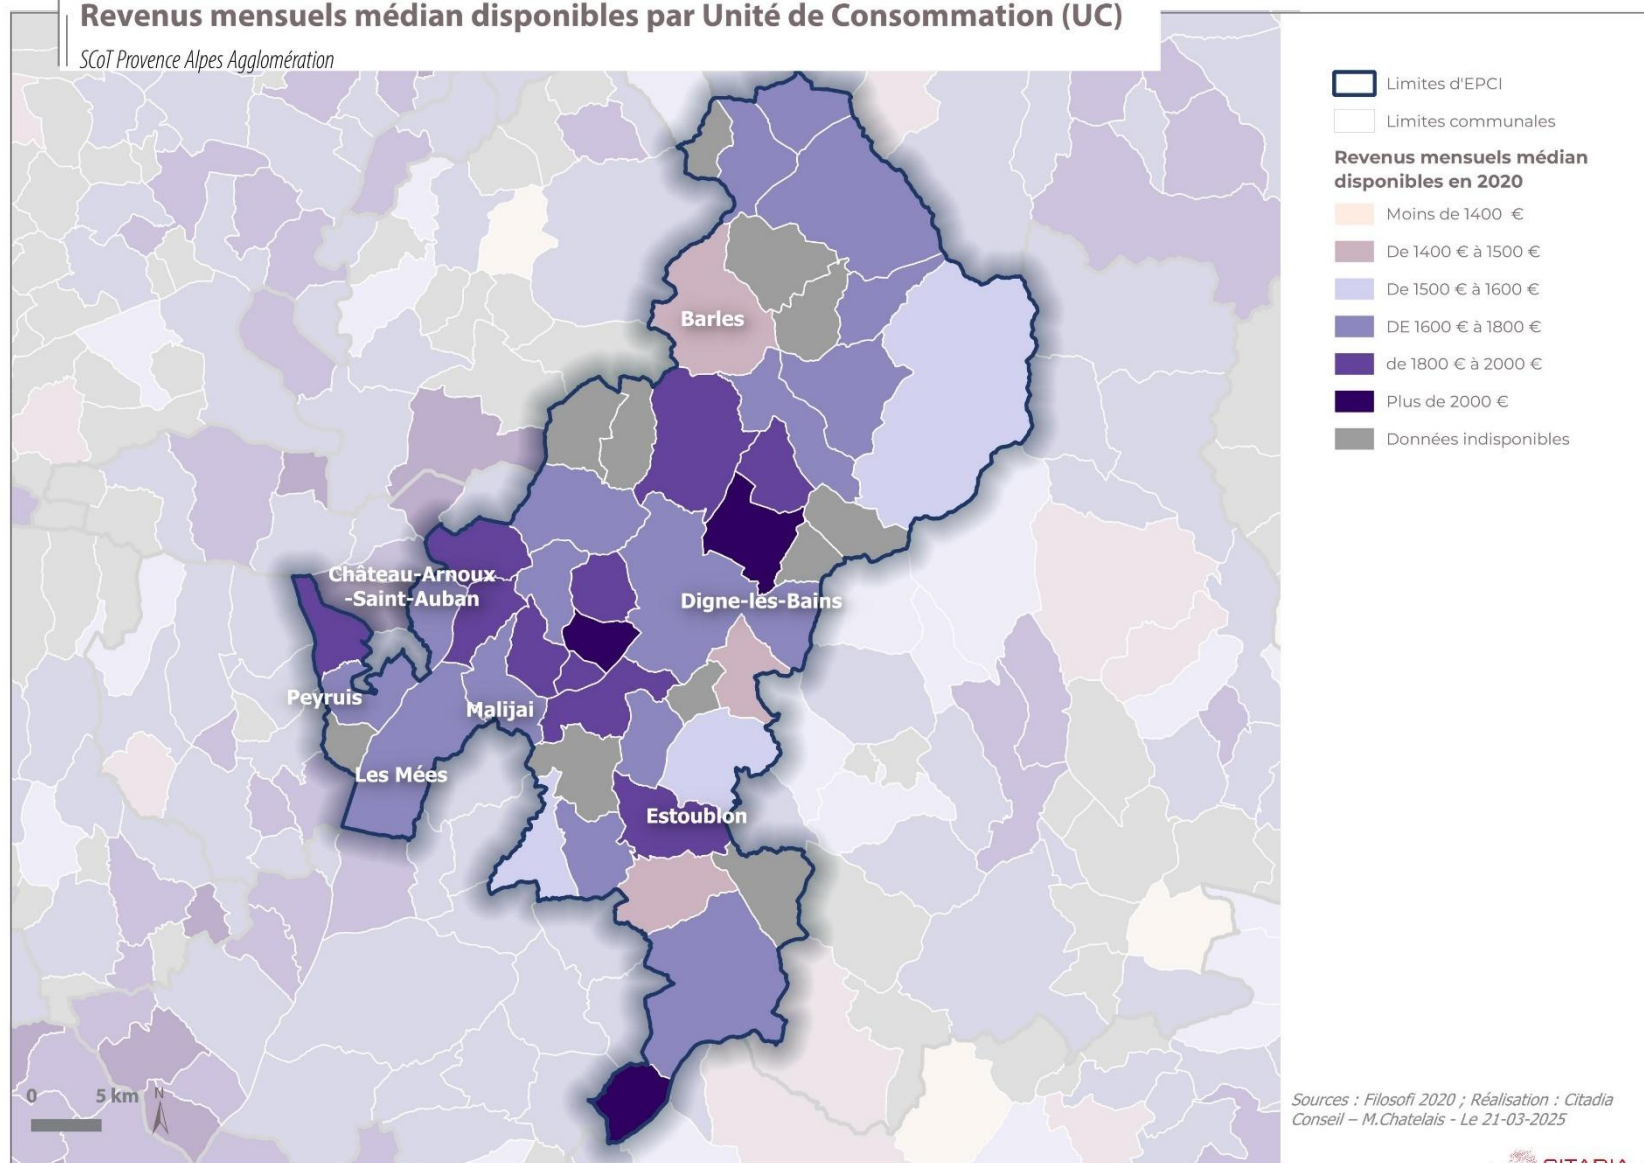 Revenus mensuels médian disponibles par Unité de Consommation (UC)
SCoT Provence Alpes Agglomération
Limites d'EPCI
Limites communales
Revenus mensuels médian
disponibles en 2020
Moins de 1400 €
De 1400 € à 1500 €
De 1500 € à 1600 €
DE 1600 € à 1800 €
de 1800 € à 2000 €
Plus de 2000 €
Données indisponibles
Barles
Château-Arnoux
-Saint-Auban
Digne-les-Bains
Peyruis
Malijai
Les Mées
Estoublon
0 5 km N
Sources : Filosofi 2020 ; Réalisation : Citadia
Conseil – M.Chatelais - Le 21-03-2025
CITADIA